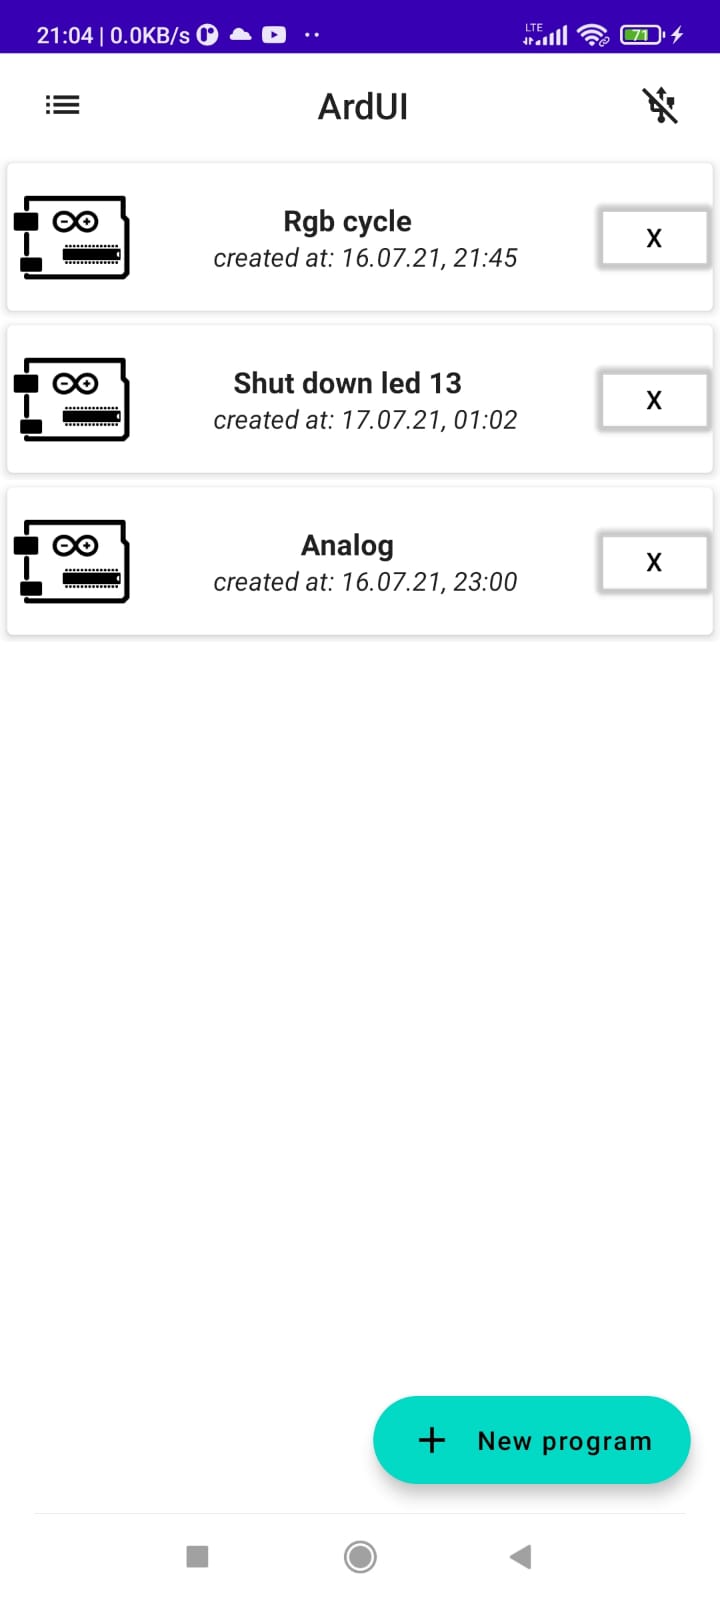 21:04 | 0.0KB/s
LTE
71
ArdUI
Rgb cycle
created at: 16.07.21, 21:45
X
Shut down led 13
created at: 17.07.21, 01:02
X
Analog
created at: 16.07.21, 23:00
X
+ New program